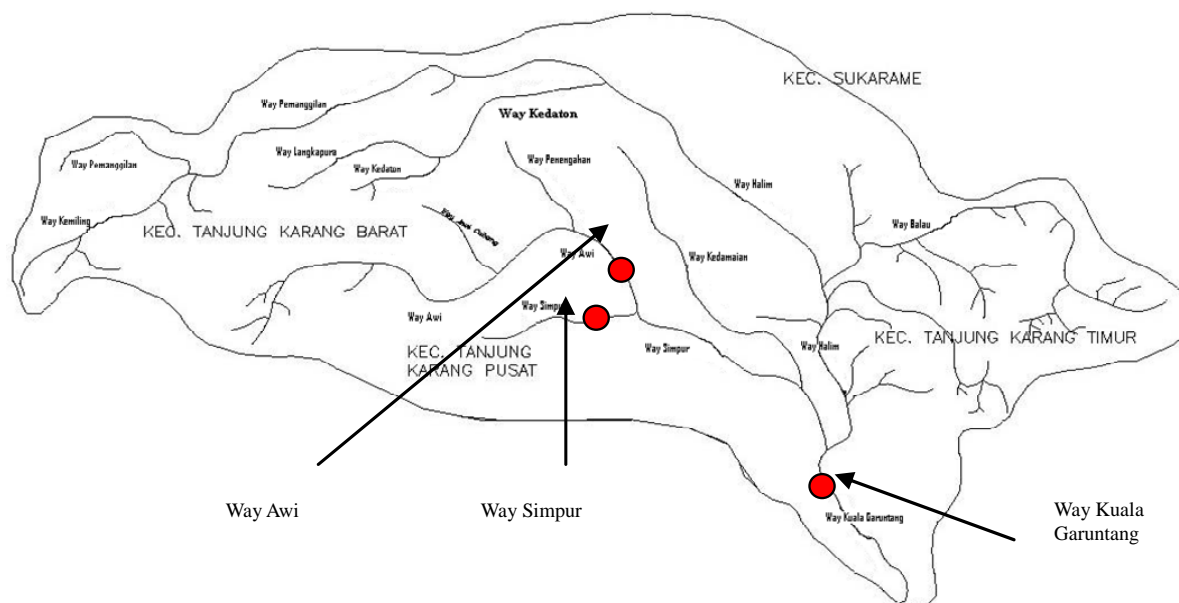 KEC. SUKARAME
Way Pemanggilan
Way Kedaton
Way Langkapura
Way Penengahan
Way Pemanggilan
Way Kedaton
Way Halim
Way Kemiling
KEC. TANJUNG KARANG BARAT
Way Balau
Way Awi
Way Kedamaian
Way Simpur
Way Awi
KEC. TANJUNG
KARANG PUSAT
Way Simpur
Way Halim
KEC. TANJUNG KARANG TIMUR
Way Awi
Way Simpur
Way Kuala Garuntang
Way Kuala
Garuntang